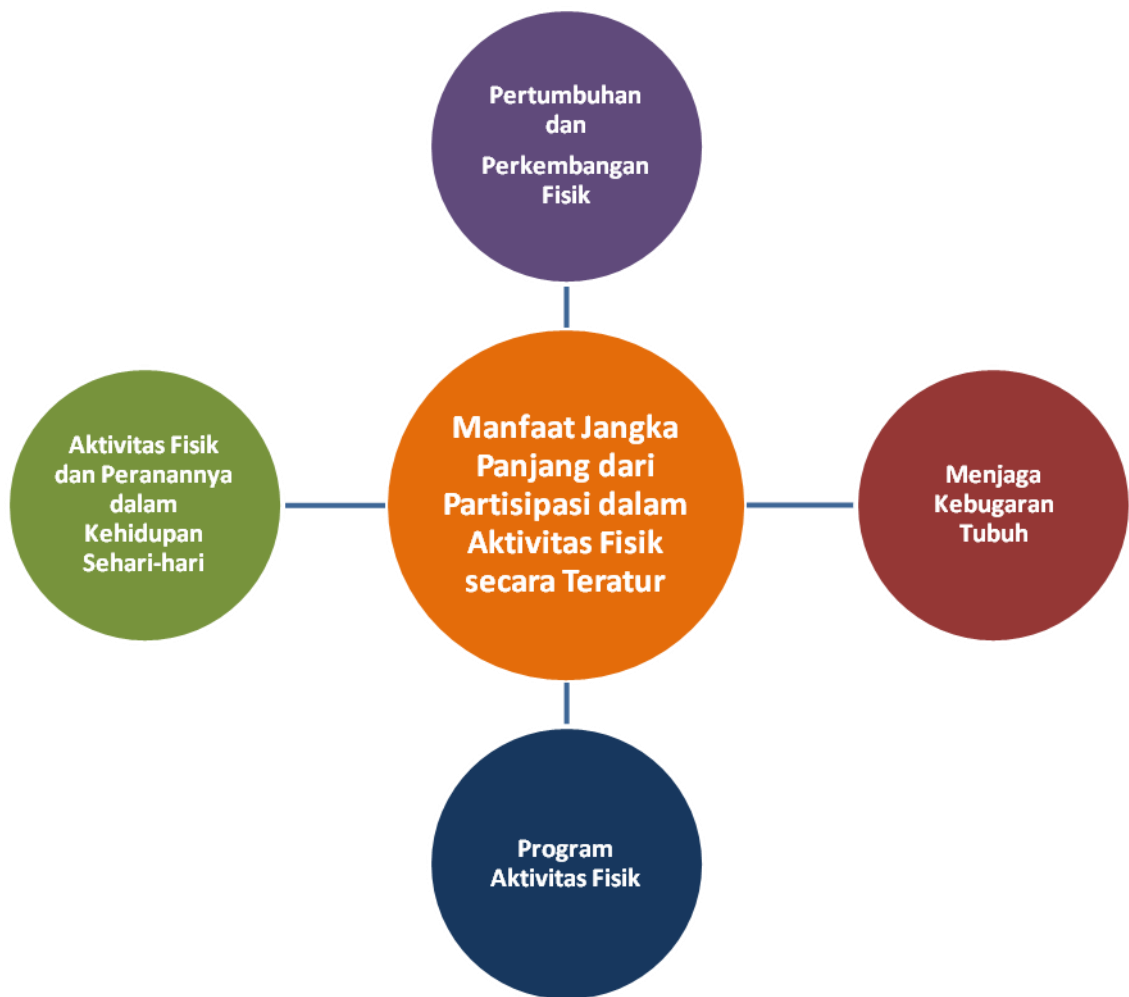 Pertumbuhan
dan
Perkembangan
Fisik
Aktivitas Fisik
dan Peranannya
dalam
Kehidupan
Sehari-hari
Manfaat Jangka
Panjang dari
Partisipasi dalam
Aktivitas Fisik
secara Teratur
Menjaga
Kebugaran
Tubuh
Program
Aktivitas Fisik